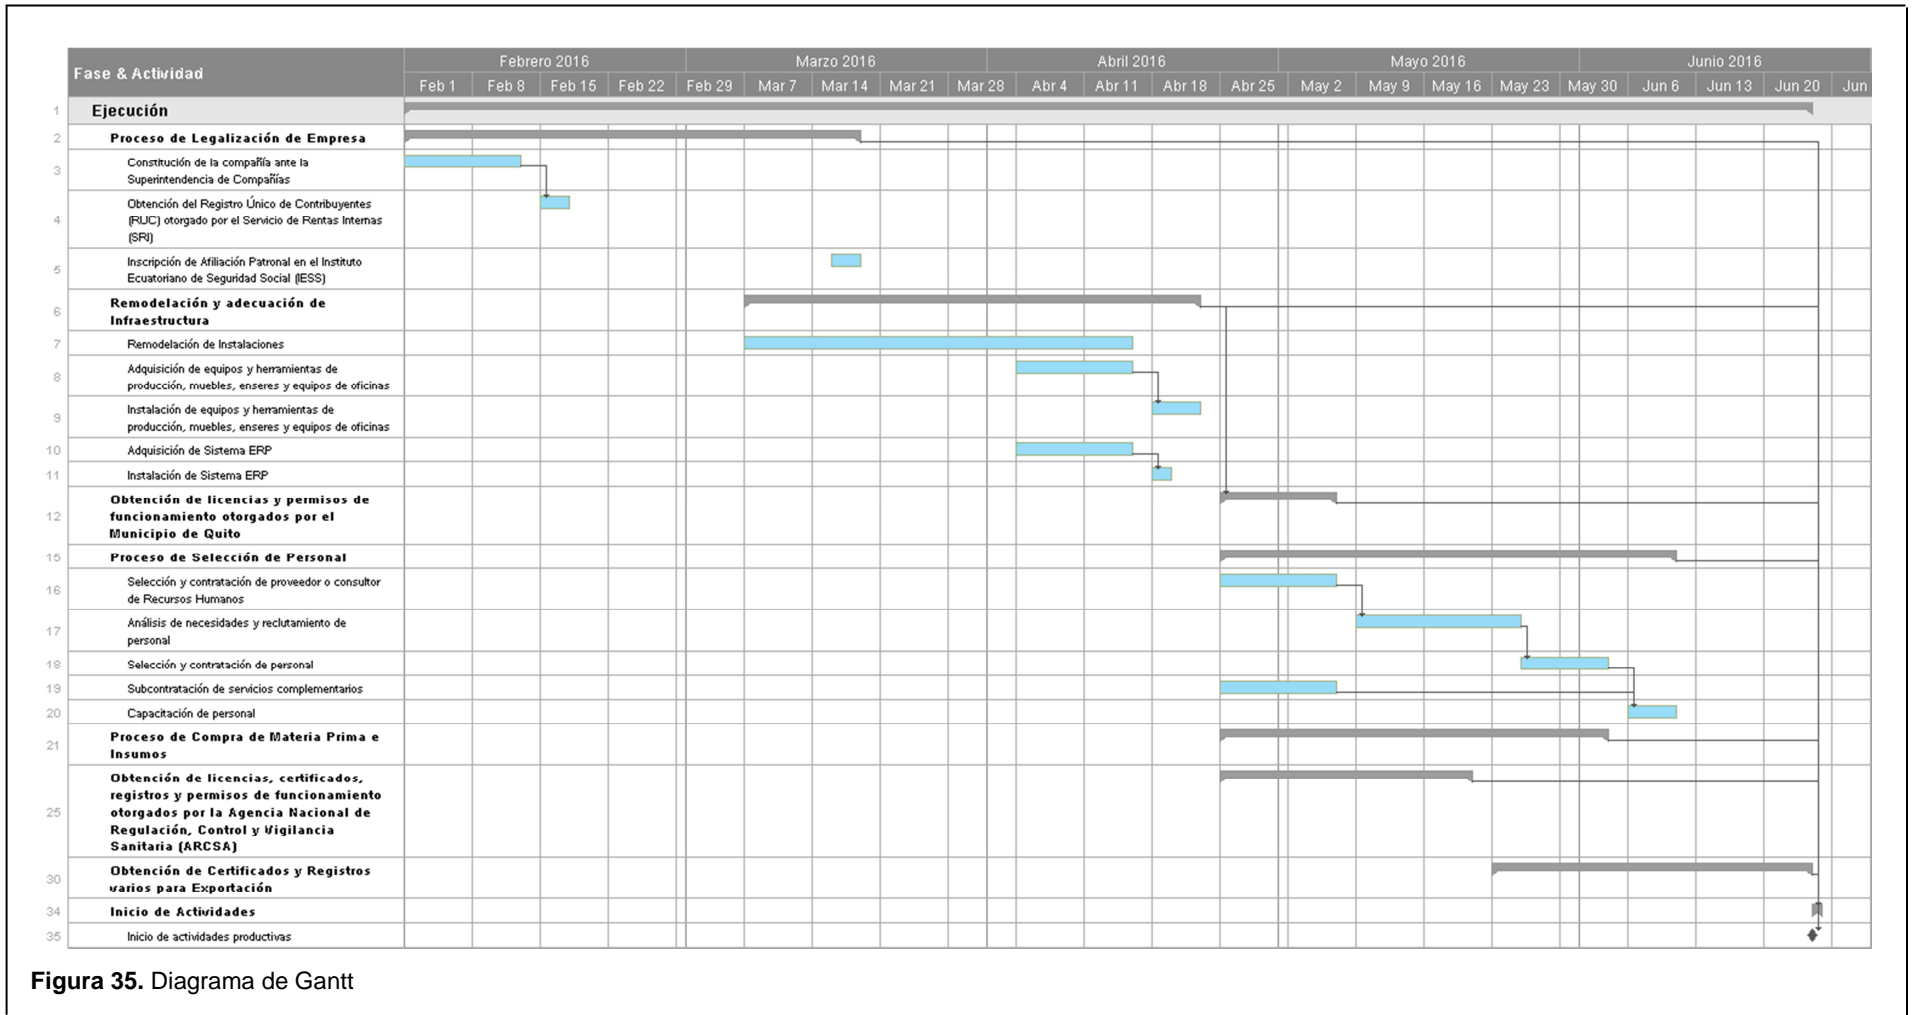 Fase & Actividad
Febrero 2016 Marzo 2016 Abril 2016 Mayo 2016 Junio 2016
Feb 1 Feb 8 Feb 15 Feb 22 Feb 29 Mar 7 Mar 14 Mar 21 Mar 28 Abr 4 Abr 11 Abr 18 Abr 25 May 2 May 9 May 16 May 23 May 30 Jun 6 Jun 13 Jun 20 Jun
1 Ejecución
2 Proceso de Legalización de Empresa
3 Constitución de la compañía ante la
Superintendencia de Compañías
4 Obtención del Registro Único de Contribuyentes
(RUC) otorgado por el Servicio de Rentas Internas
(SRI)
5 Inscripción de Afiliación Patronal en el Instituto
Ecuatoriano de Seguridad Social (IESS)
6 Remodelación y adecuación de
Infraestructura
7 Remodelación de Instalaciones
8 Adquisición de equipos y herramientas de
producción, muebles, enseres y equipos de oficinas
9 Instalación de equipos y herramientas de
producción, muebles, enseres y equipos de oficinas
10 Adquisición de Sistema ERP
11 Instalación de Sistema ERP
12 Obtención de licencias y permisos de
funcionamiento otorgados por el
Municipio de Quito
15 Proceso de Selección de Personal
16 Selección y contratación de proveedor o consultor
de Recursos Humanos
17 Análisis de necesidades y reclutamiento de
personal
18 Selección y contratación de personal
19 Subcontratación de servicios complementarios
20 Capacitación de personal
21 Proceso de Compra de Materia Prima e
Insumos
25 Obtención de licencias, certificados,
registros y permisos de funcionamiento
otorgados por la Agencia Nacional de
Regulación, Control y Vigilancia
Sanitaria (ARCSA)
30 Obtención de Certificados y Registros
varios para Exportación
34 Inicio de Actividades
35 Inicio de actividades productivas
Figura 35. Diagrama de Gantt